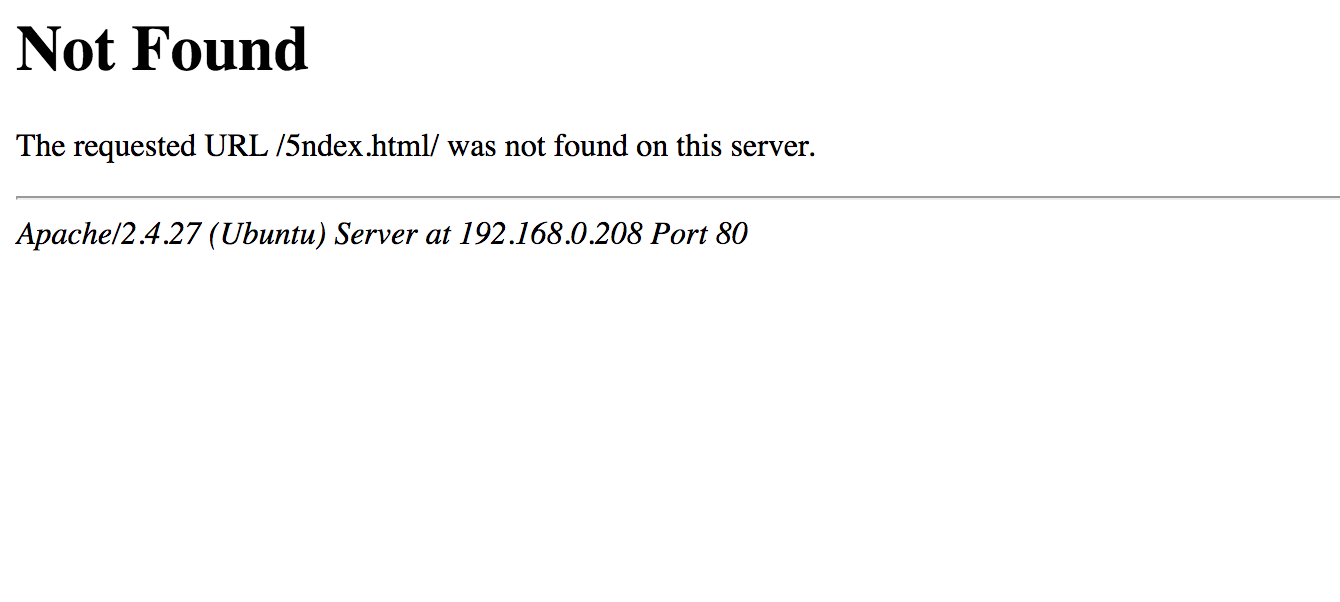 Not Found
The requested URL /5ndex.html/ was not found on this server.
Apache/2.4.27 (Ubuntu) Server at 192.168.0.208 Port 80